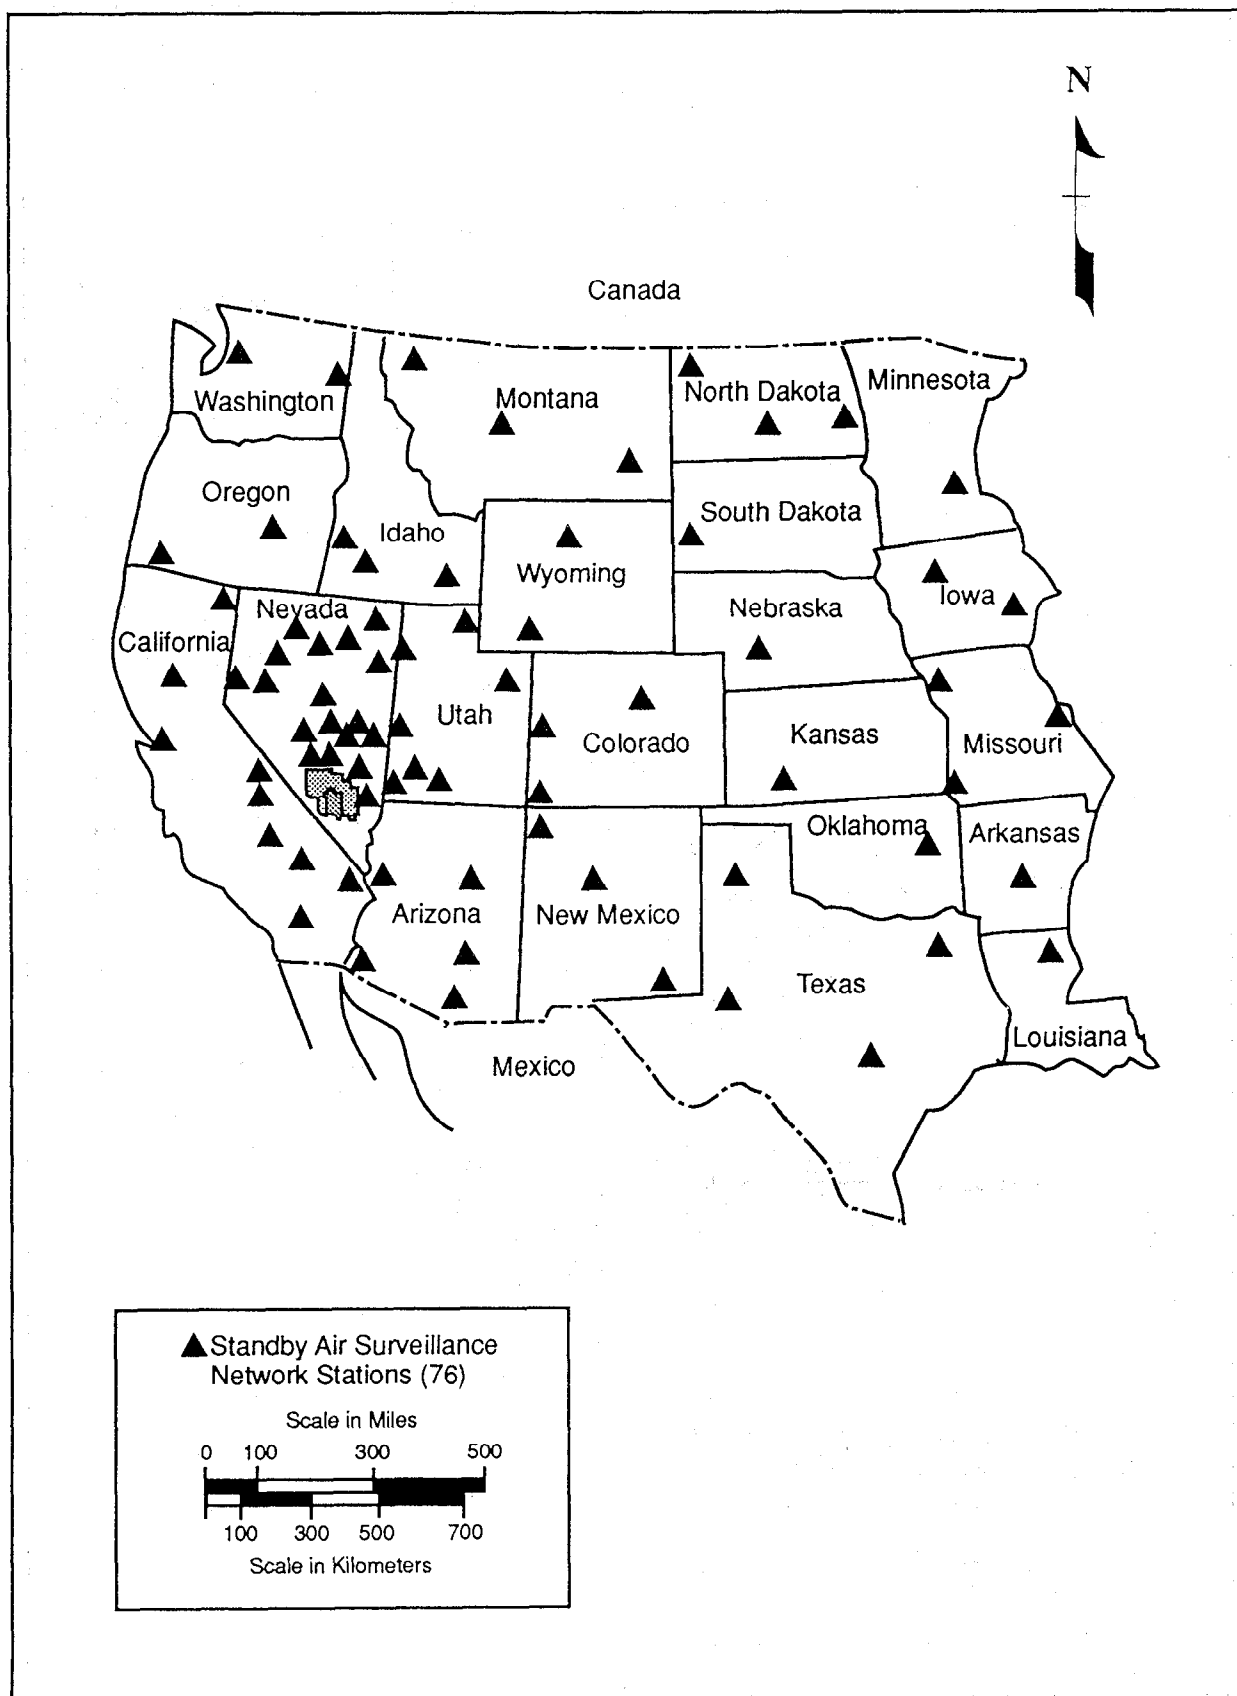 N
Canada
Washington
Montana
North Dakota
Minnesota
Oregon
Idaho
South Dakota
Wyoming
Iowa
Nevada
Nebraska
California
Utah
Colorado
Kansas
Missouri
Oklahoma
Arkansas
Arizona
New Mexico
Texas
Louisiana
Mexico
Standby Air Surveillance
Network Stations (76)
Scale in Miles
0 100 300 500
100 300 500 700
Scale in Kilometers